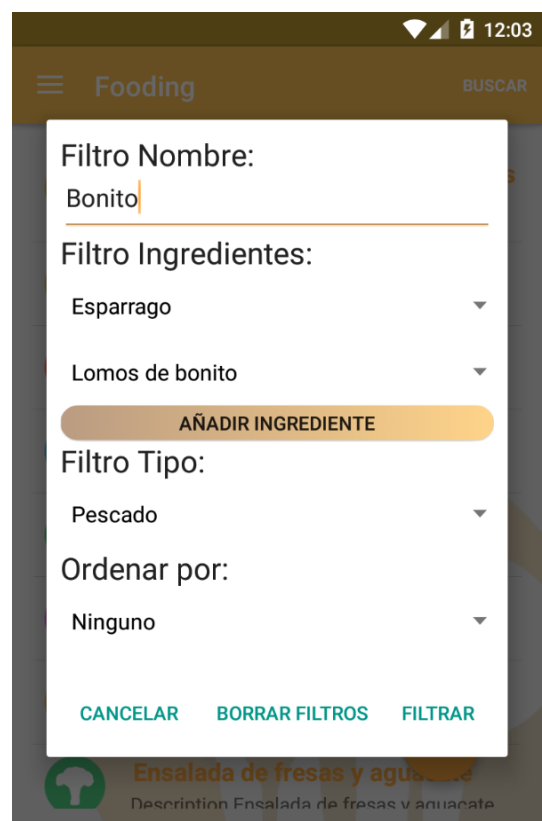 12:03
Fooding
BUSCAR
s
Filtro Nombre:
Bonito
Filtro Ingredientes:
Esparrago
Lomos de bonito
AÑADIR INGREDIENTE
Filtro Tipo:
Pescado
Ordenar por:
Ninguno
CANCELAR BORRAR FILTROS FILTRAR
Ensalada de fresas y aguacate
Description Ensalada de fresas y aguacate